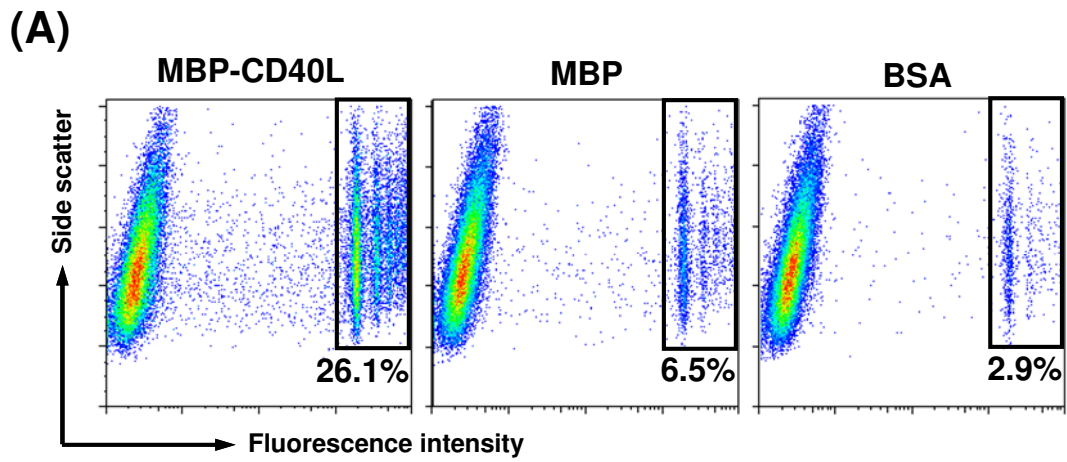 (A)
MBP-CD40L
MBP
BSA
Side scatter
26.1%
6.5%
2.9%
Fluorescence intensity